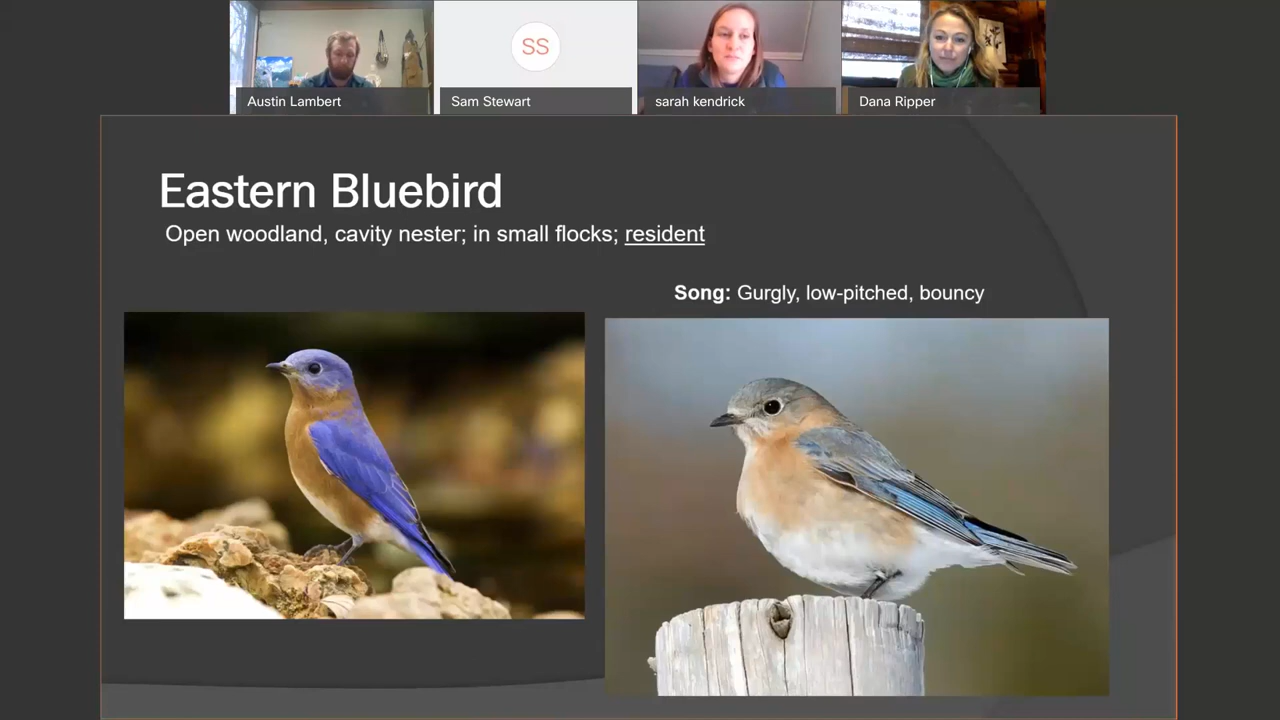 Austin Lambert
SS
Sam Stewart
sarah kendrick
Dana Ripper
Eastern Bluebird
Open woodland, cavity nester; in small flocks; resident
Song: Gurgly, low-pitched, bouncy